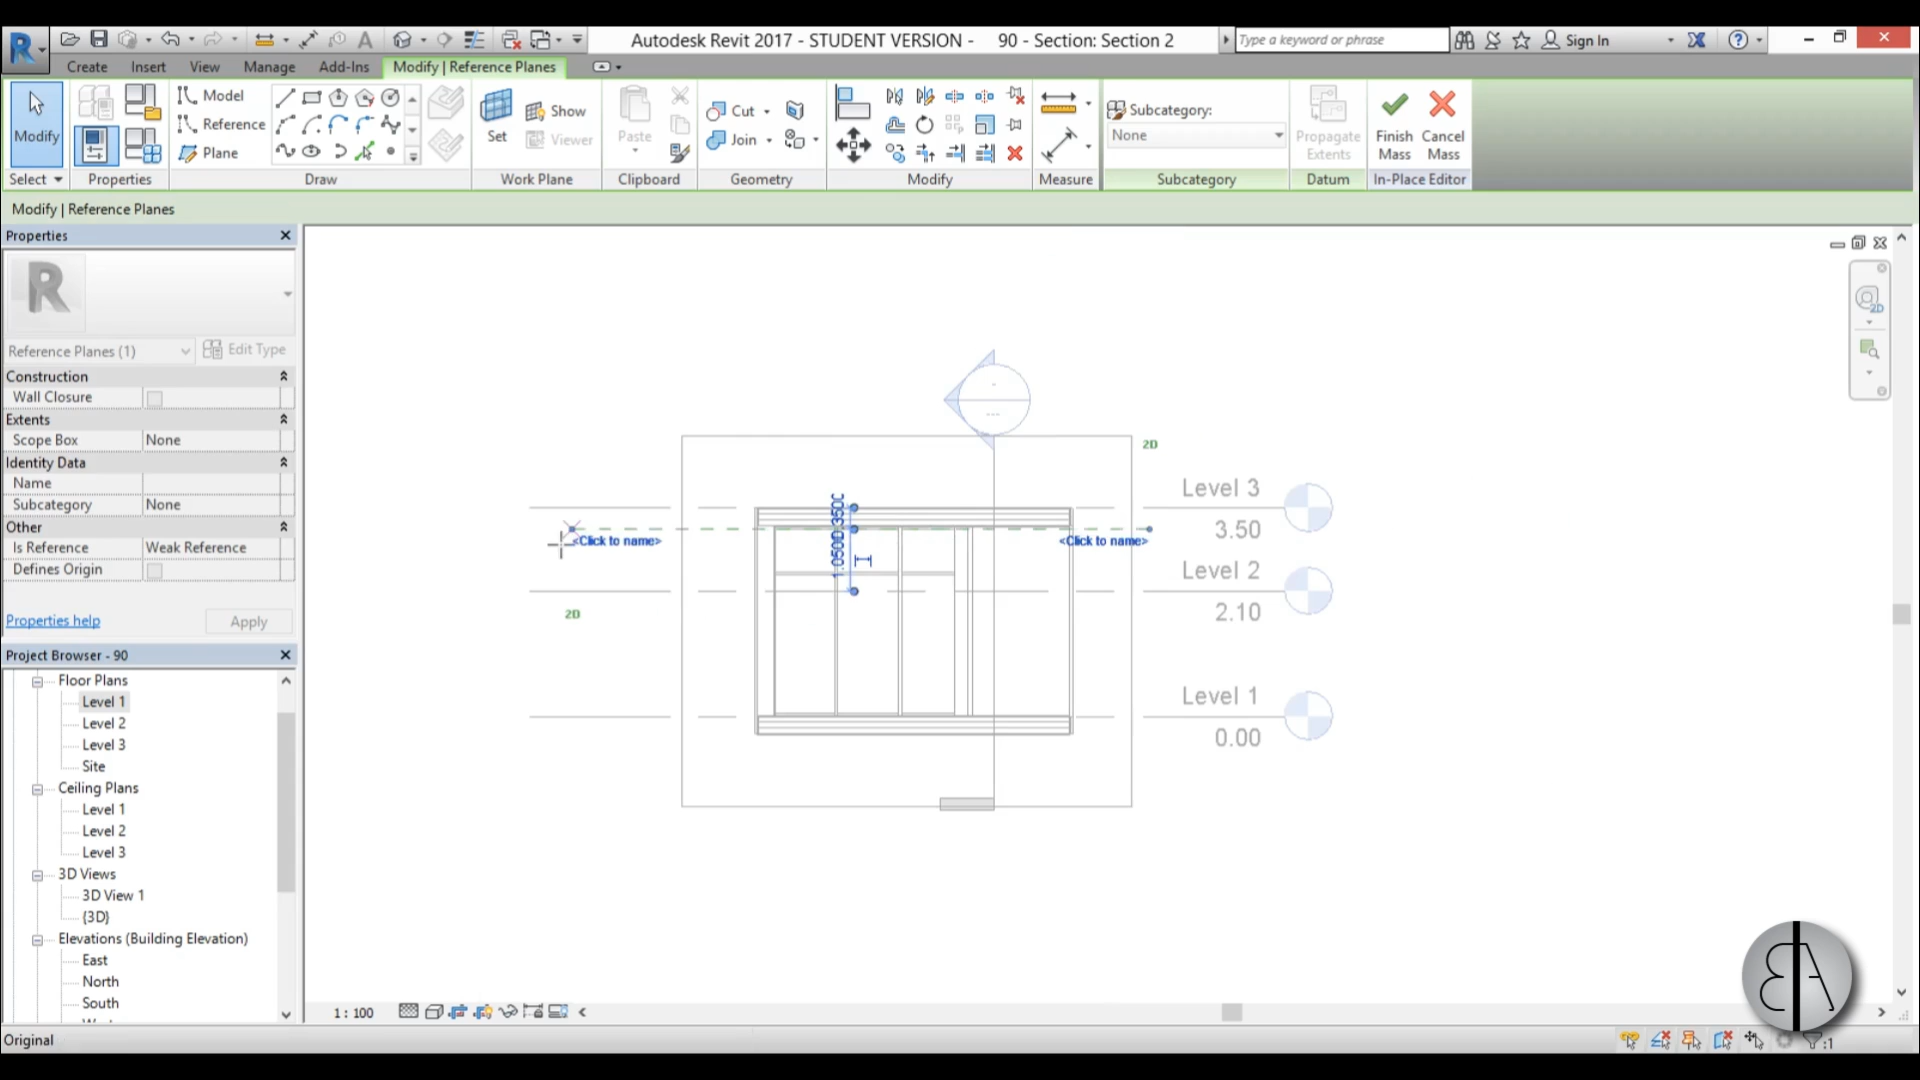 Autodesk Revit 2017 - STUDENT VERSION - 90 - Section: Section 2
Type a keyword or phrase
Sign In
Create Insert View Manage Add-Ins Modify | Reference Planes
Modify
Model
Reference
Plane
Set
Show
Viewer
Paste
Cut
Join
Subcategory:
None
Propagate Extents
Finish Mass
Cancel Mass
Select Properties Draw Work Plane Clipboard Geometry Modify Measure Subcategory Datum In-Place Editor
Modify | Reference Planes
Properties
Reference Planes (1)
Edit Type
Construction
Wall Closure
Extents
Scope Box None
Identity Data
Name
Subcategory None
Other
Is Reference Weak Reference
Defines Origin
Properties help
Apply
Project Browser - 90
Floor Plans
Level 1
Level 2
Level 3
Site
Ceiling Plans
Level 1
Level 2
Level 3
3D Views
3D View 1
{3D}
Elevations (Building Elevation)
East
North
South
2D
2D
<Click to name>
<Click to name>
Level 3
3.50
Level 2
2.10
Level 1
0.00
2D
1 : 100
Original
:1